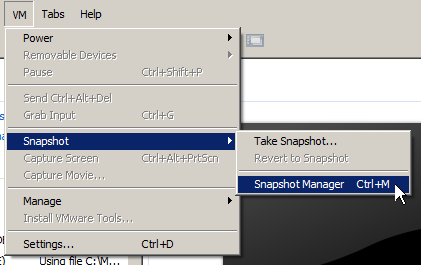 VM Tabs Help
Power
Removable Devices
Pause Ctrl+Shift+P
Send Ctrl+Alt+Del
Grab Input Ctrl+G
Snapshot
Take Snapshot...
Capture Screen Ctrl+Alt+PrtScn
Revert to Snapshot
Capture Movie...
Snapshot Manager Ctrl+M
Manage
Install VMware Tools...
Settings... Ctrl+D
Using file C:\M...